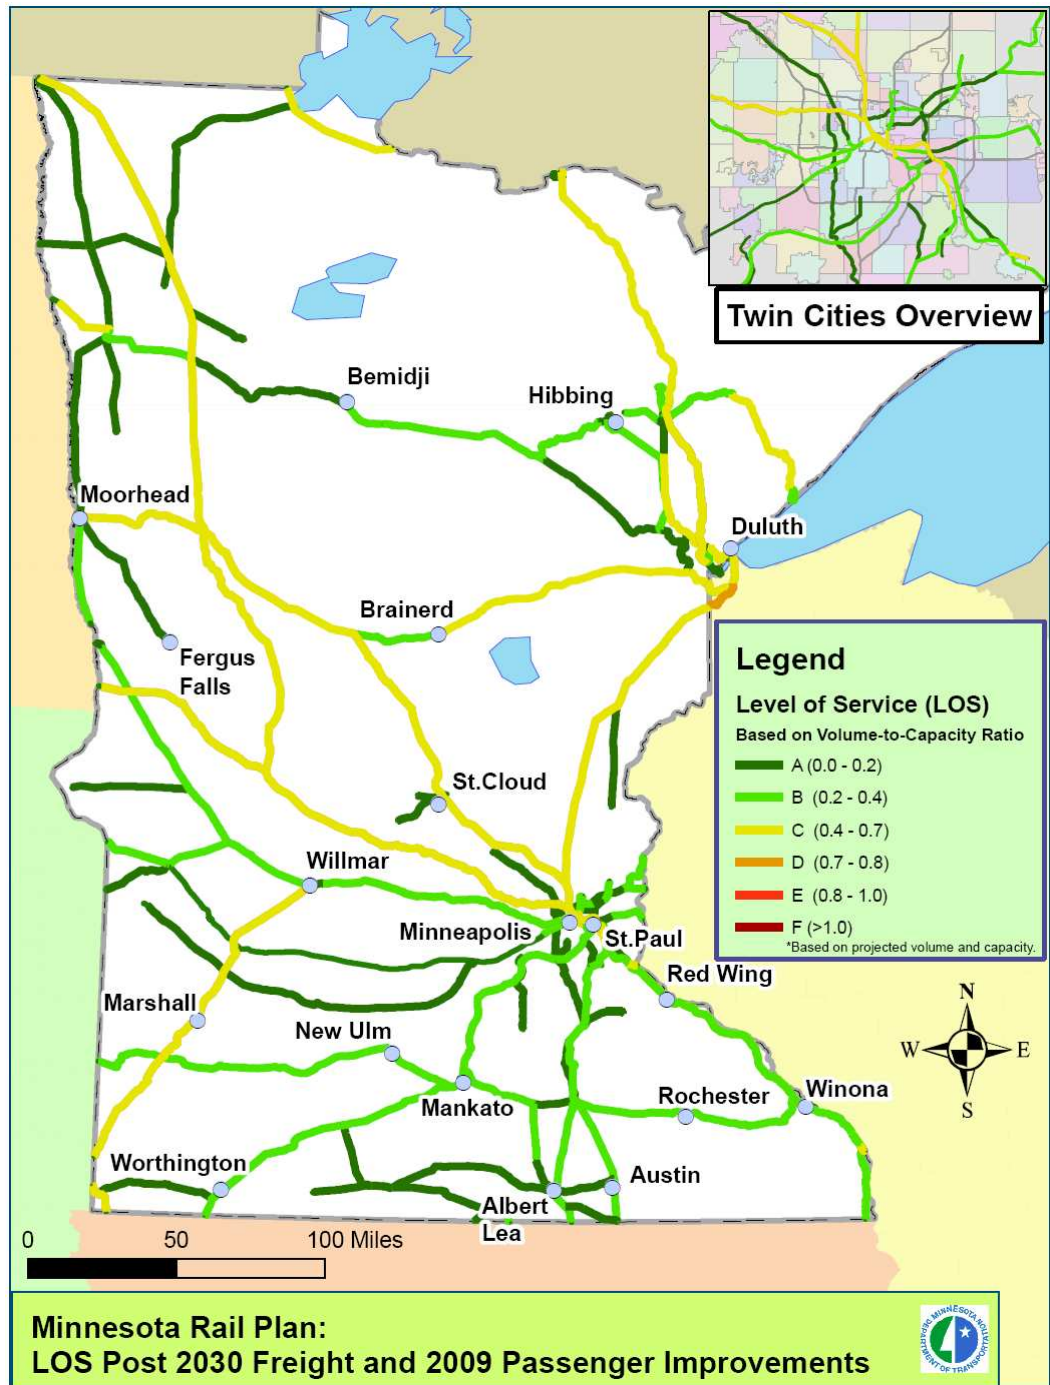 Twin Cities Overview
Bemidji
Hibbing
Moorhead
Duluth
Brainerd
Fergus
Falls
Legend
Level of Service (LOS)
Based on Volume-to-Capacity Ratio
A (0.0 - 0.2)
B (0.2 - 0.4)
C (0.4 - 0.7)
D (0.7 - 0.8)
E (0.8 - 1.0)
F (>1.0)
*Based on projected volume and capacity.
St.Cloud
Willmar
Minneapolis
St.Paul
Red Wing
Marshall
New Ulm
N
W
E
S
Mankato
Rochester
Winona
Worthington
Austin
Albert
Lea
0 50 100 Miles
Minnesota Rail Plan:
LOS Post 2030 Freight and 2009 Passenger Improvements
MINNESOTA DEPARTMENT OF TRANSPORTATION